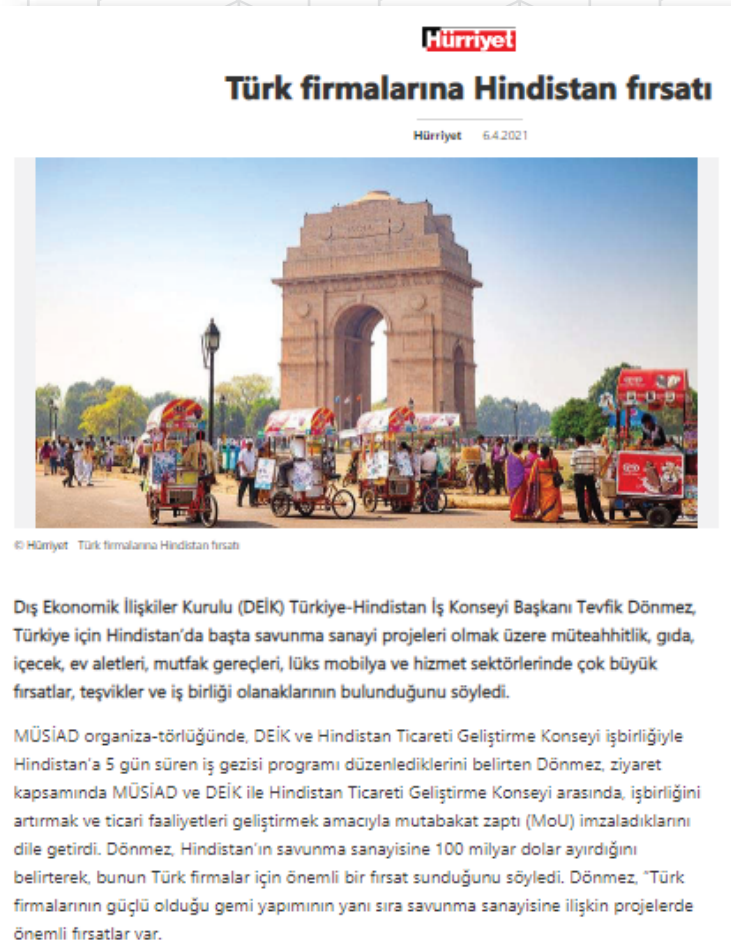 Hürriyet
Türk firmalarına Hindistan fırsatı
Hürriyet 6.4.2021
© Hürriyet Türk firmalarına Hindistan fırsatı
Dış Ekonomik İlişkiler Kurulu (DEİK) Türkiye-Hindistan İş Konseyi Başkanı Tevfik Dönmez,
Türkiye için Hindistan’da başta savunma sanayi projeleri olmak üzere müteahhitlik, gıda,
içecek, ev aletleri, mutfak gereçleri, lüks mobilya ve hizmet sektörlerinde çok büyük
fırsatlar, teşvikler ve iş birliği olanaklarının bulunduğunu söyledi.
MÜSİAD organiza-törlüğünde, DEİK ve Hindistan Ticareti Geliştirme Konseyi işbirliğiyle
Hindistan’a 5 gün süren iş gezisi programı düzenlediklerini belirten Dönmez, ziyaret
kapsamında MÜSİAD ve DEİK ile Hindistan Ticareti Geliştirme Konseyi arasında, işbirliğini
artırmak ve ticari faaliyetleri geliştirmek amacıyla mutabakat zaptı (MoU) imzaladıklarını
dile getirdi. Dönmez, Hindistan’ın savunma sanayisine 100 milyar dolar ayırdığını
belirterek, bunun Türk firmalar için önemli bir fırsat sunduğunu söyledi. Dönmez, “Türk
firmalarının güçlü olduğu gemi yapımının yanı sıra savunma sanayisine ilişkin projelerde
önemli fırsatlar var.